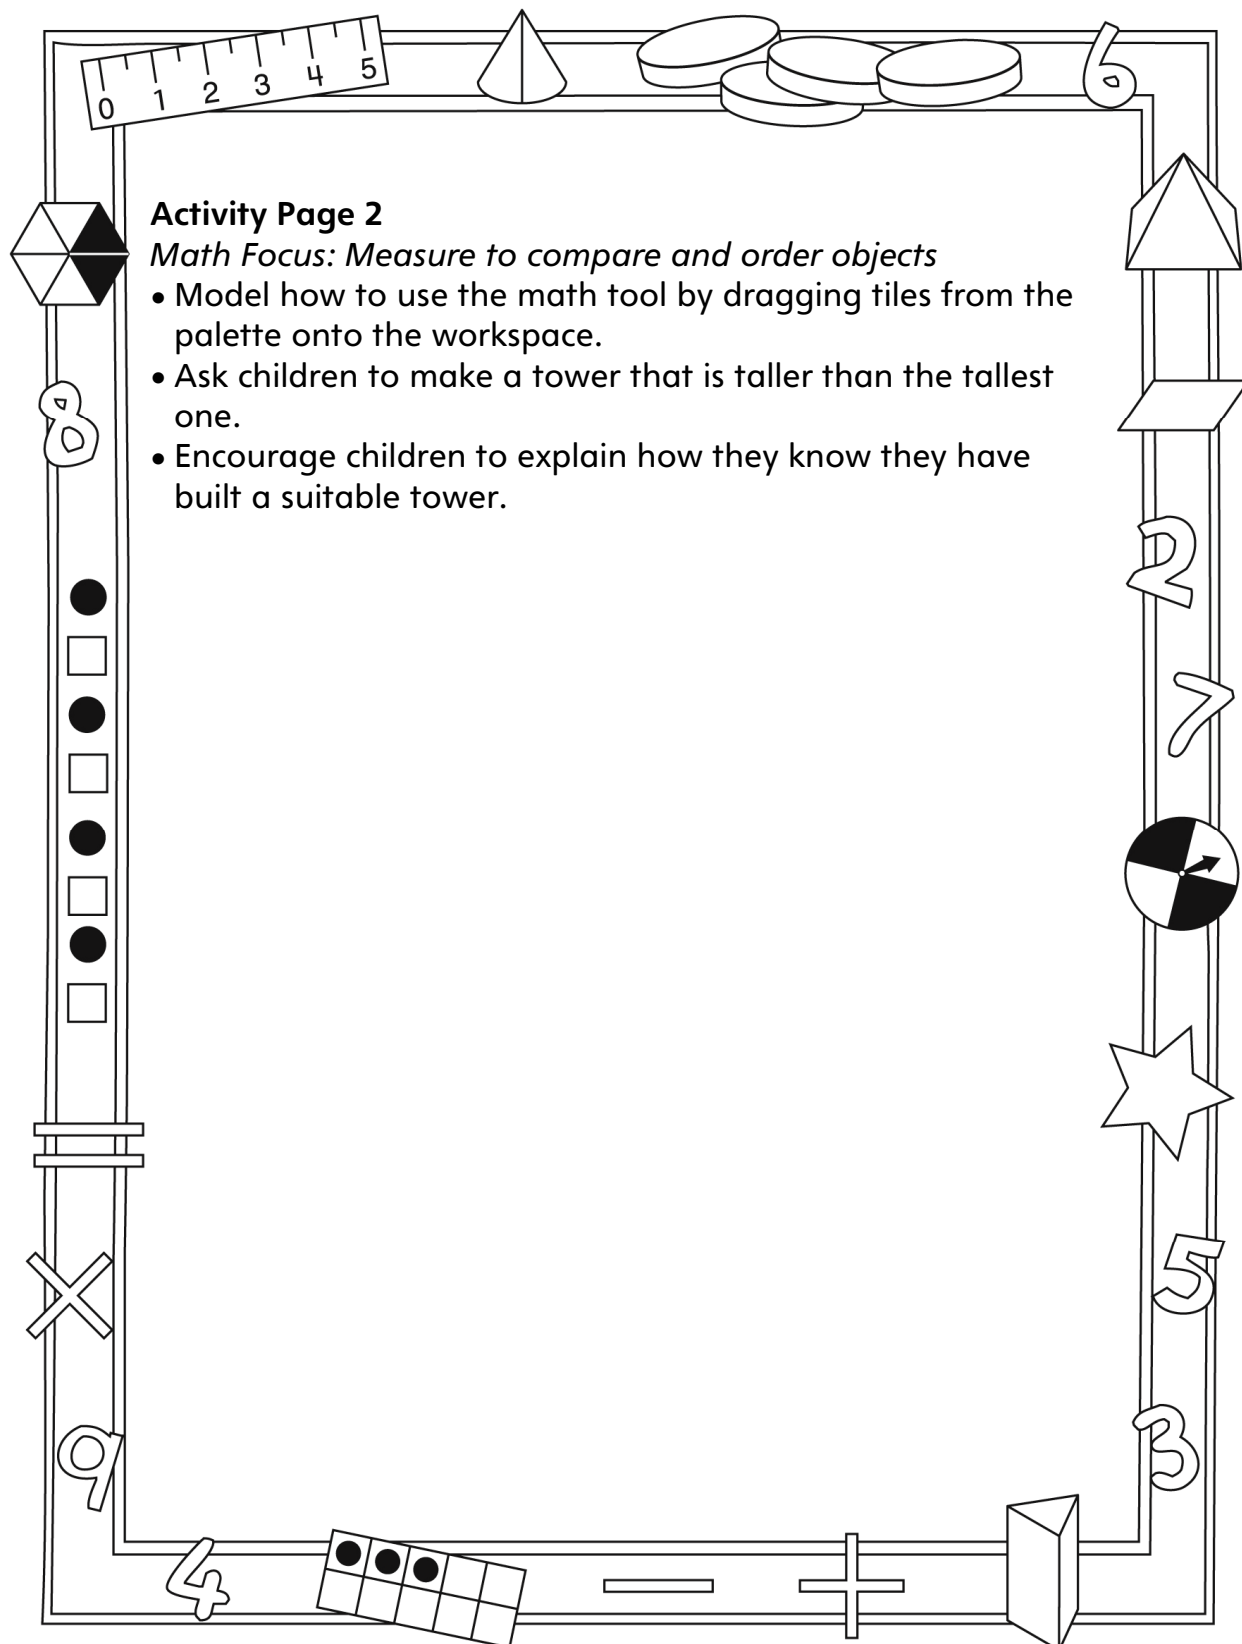 0 1 2 3 4 5
6
Activity Page 2
Math Focus: Measure to compare and order objects
• Model how to use the math tool by dragging tiles from the
palette onto the workspace.
• Ask children to make a tower that is taller than the tallest
one.
• Encourage children to explain how they know they have
built a suitable tower.
8
2
7
=
×
5
9
3
4
−
+